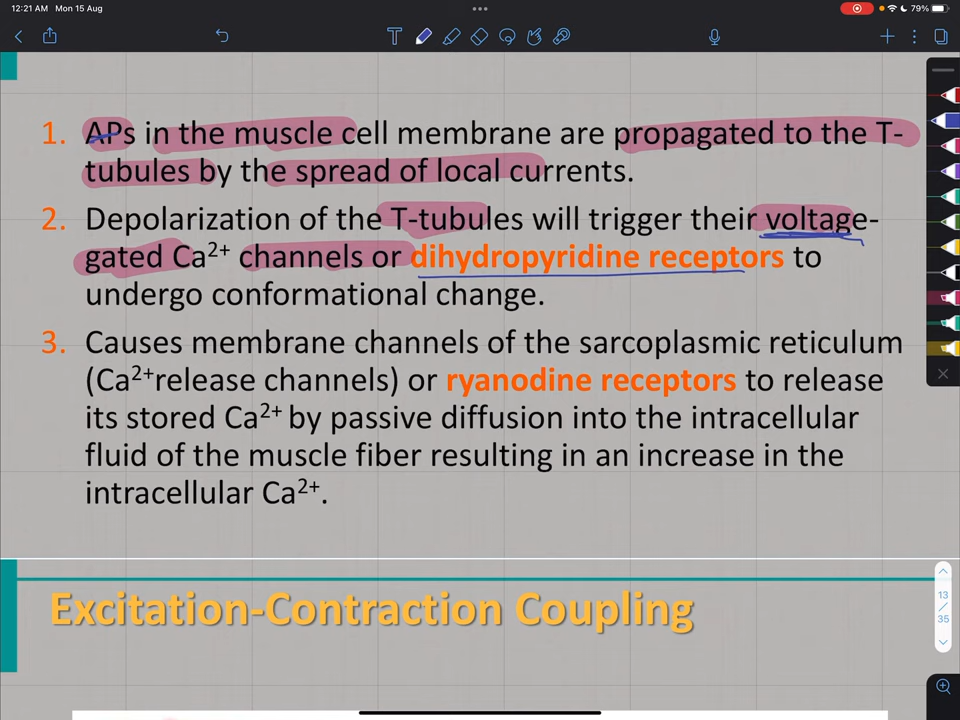 12:21 AM Mon 15 Aug
79%
1. APs in the muscle cell membrane are propagated to the T-
tubules by the spread of local currents.
2. Depolarization of the T-tubules will trigger their voltage-
gated Ca²⁺ channels or dihydropyridine receptors to
undergo conformational change.
3. Causes membrane channels of the sarcoplasmic reticulum
(Ca²⁺release channels) or ryanodine receptors to release
its stored Ca²⁺ by passive diffusion into the intracellular
fluid of the muscle fiber resulting in an increase in the
intracellular Ca²⁺.
Excitation-Contraction Coupling
13
/
35